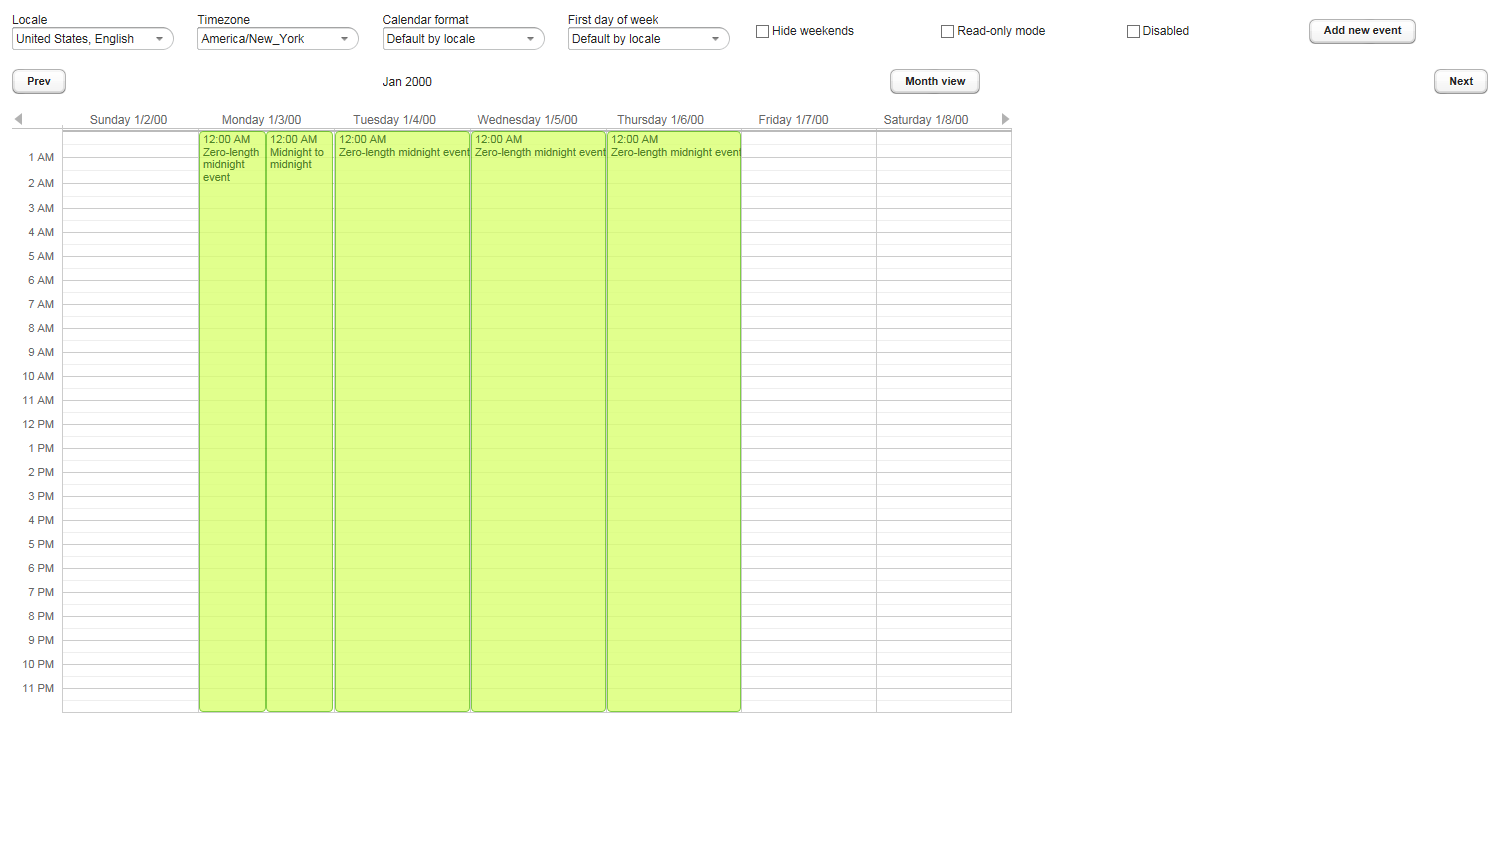 Locale
Timezone
Calendar format
First day of week
United States, English
America/New_York
Default by locale
Default by locale
Hide weekends
Read-only mode
Disabled
Add new event
Prev
Jan 2000
Month view
Next
Sunday 1/2/00
Monday 1/3/00
Tuesday 1/4/00
Wednesday 1/5/00
Thursday 1/6/00
Friday 1/7/00
Saturday 1/8/00
12:00 AM
Zero-length
midnight
event
12:00 AM
Midnight to
midnight
12:00 AM
Zero-length midnight event
12:00 AM
Zero-length midnight event
12:00 AM
Zero-length midnight event
1 AM
2 AM
3 AM
4 AM
5 AM
6 AM
7 AM
8 AM
9 AM
10 AM
11 AM
12 PM
1 PM
2 PM
3 PM
4 PM
5 PM
6 PM
7 PM
8 PM
9 PM
10 PM
11 PM